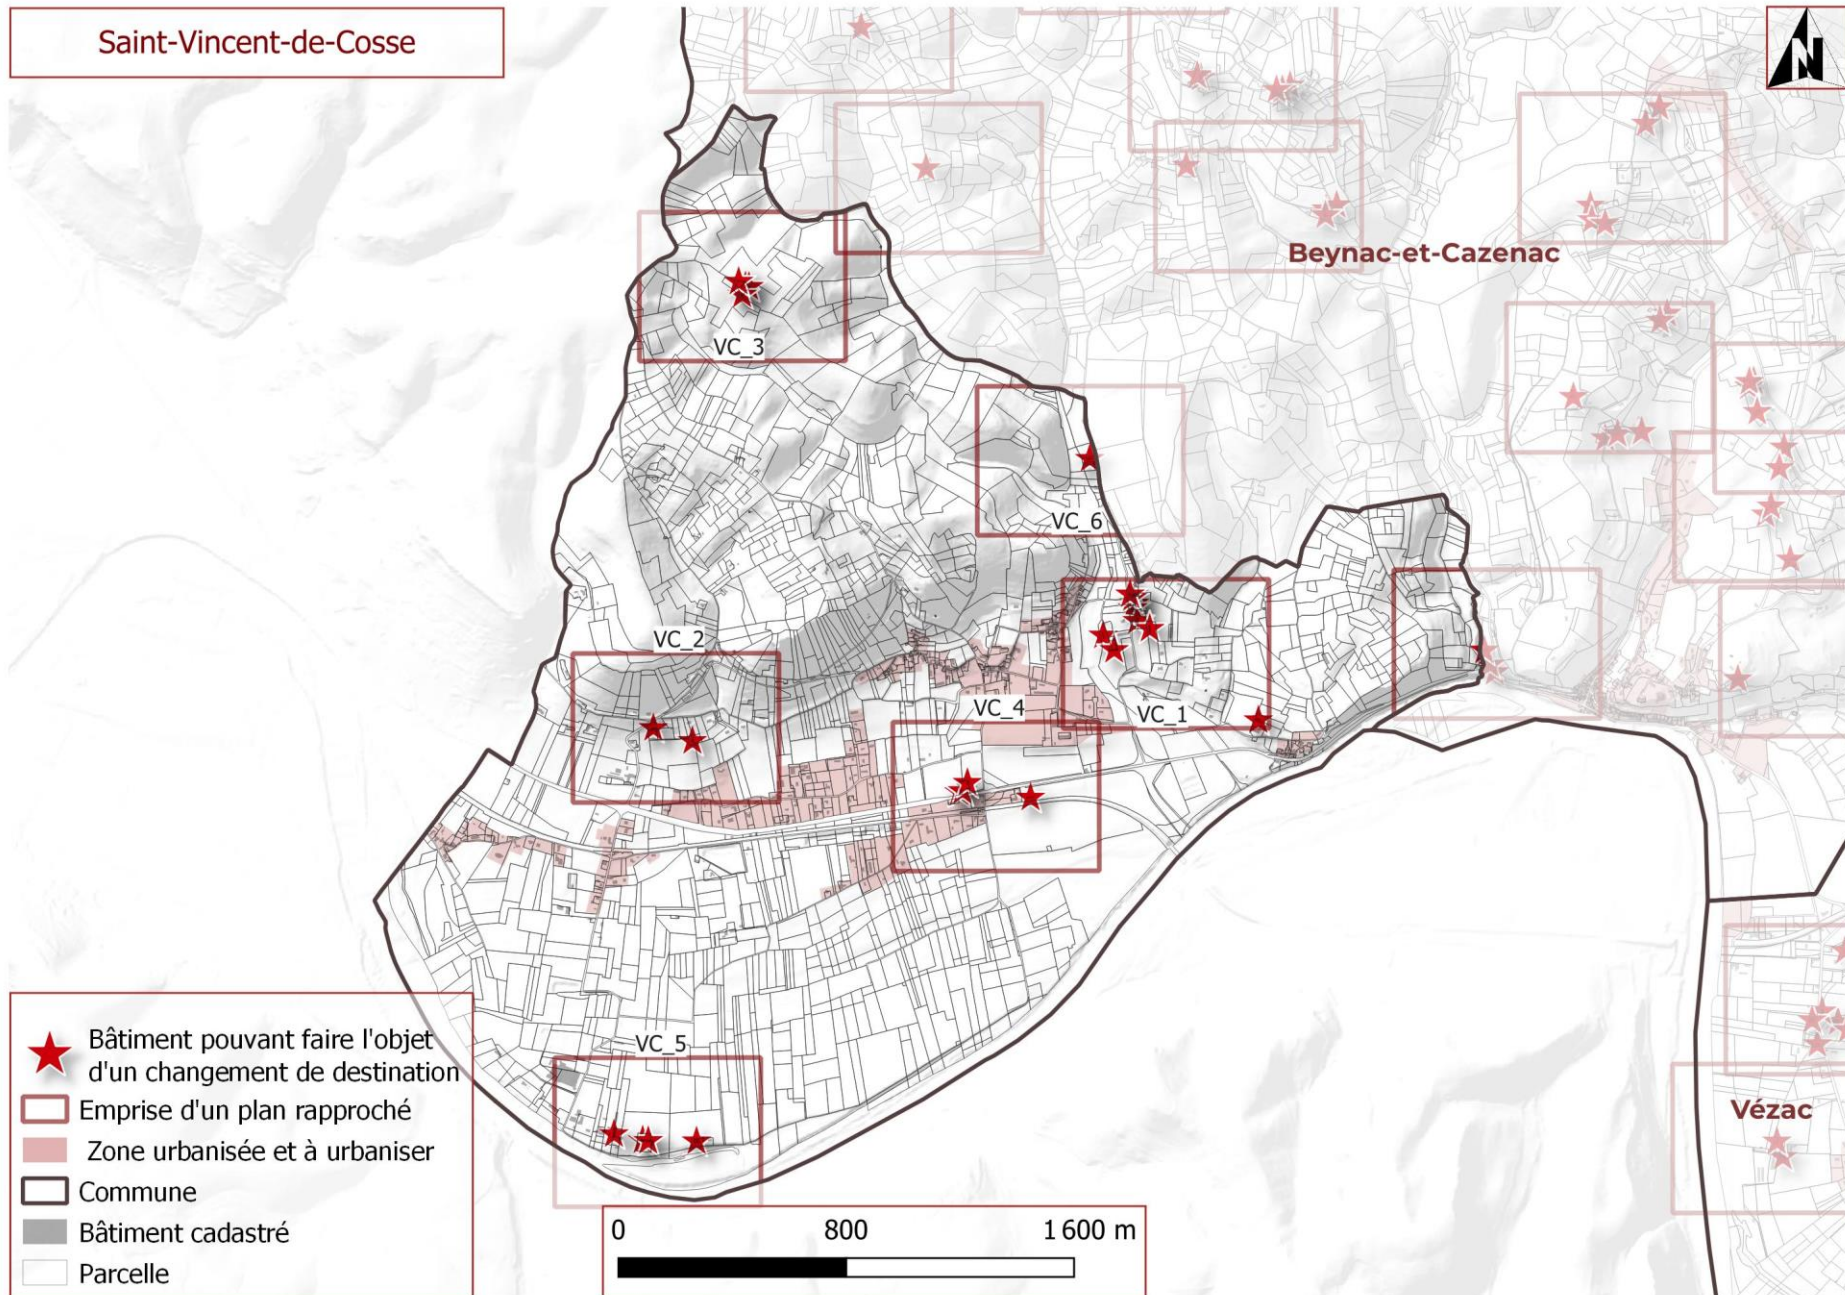 Saint-Vincent-de-Cosse
N
Beynac-et-Cazenac
VC_3
VC_6
VC_2
VC_4
VC_1
VC_5
Vézac
Bâtiment pouvant faire l'objet
d'un changement de destination
Emprise d'un plan rapproché
Zone urbanisée et à urbaniser
Commune
Bâtiment cadastré
Parcelle
0 800 1 600 m